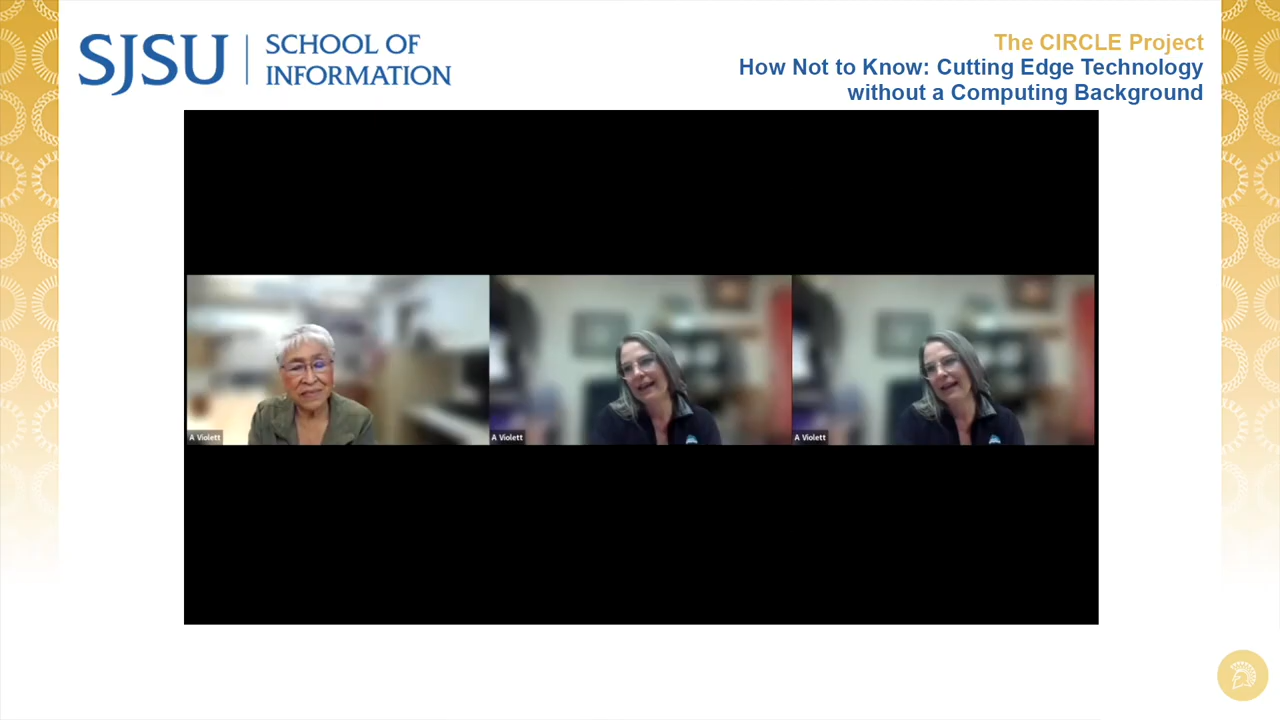 SJSU
SCHOOL OF
INFORMATION
The CIRCLE Project
How Not to Know: Cutting Edge Technology
without a Computing Background
A Violett
A Violett
A Violett